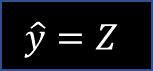 ŷ = Z